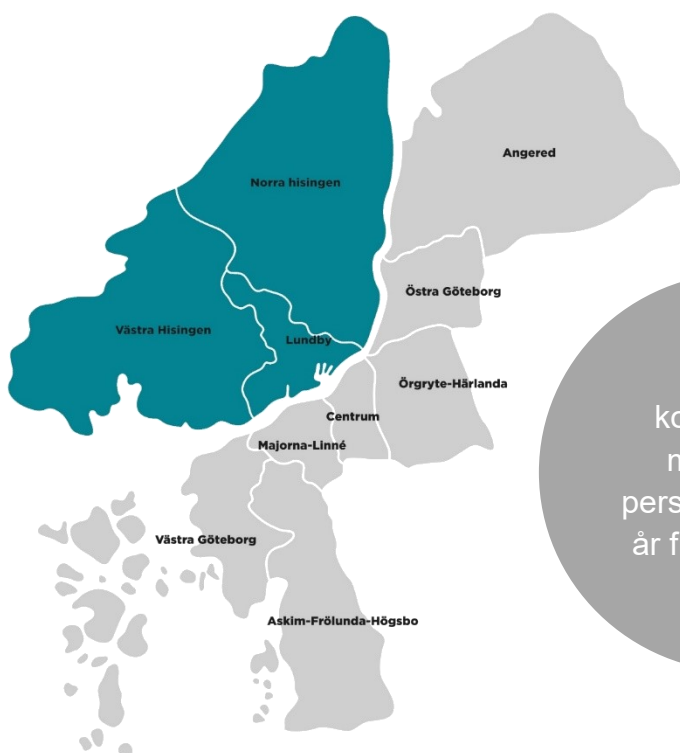 Angered
Norra hisingen
Östra Göteborg
Västra Hisingen
Lundby
Örgryte-Härlanda
Centrum
Majorna-Linné
Västra Göteborg
Askim-Frölunda-Högsbo
ko
pers
år f